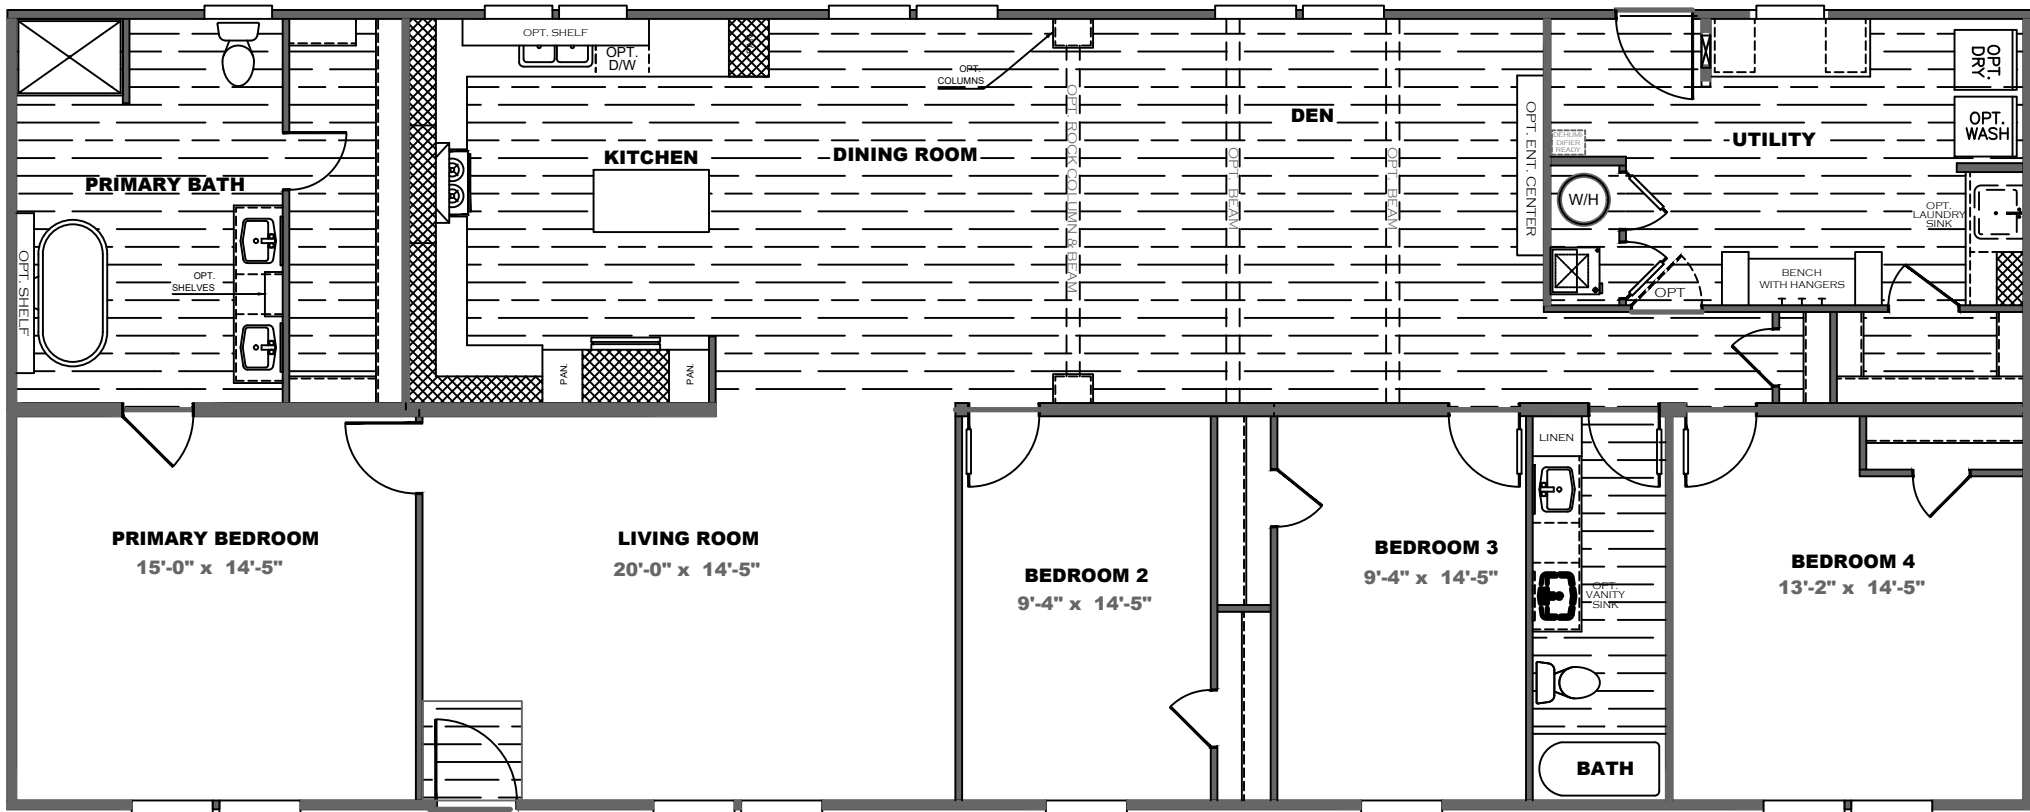 OPT. SHELF
OPT.
D/W
OPT.
COLUMNS
OPT.
DRY
OPT.
WASH
DEN
UTILITY
DEHUMI
DIFIER
READY
KITCHEN
DINING ROOM
PRIMARY BATH
OPT. ROCK COLUMN & BEAM
OPT. BEAM
OPT. BEAM
OPT. ENT. CENTER
W/H
OPT.
LAUNDRY
SINK
OPT. SHELF
OPT.
SHELVES
BENCH
WITH HANGERS
OPT
PAN.
PAN.
LINEN
PRIMARY BEDROOM
15'-0" x 14'-5"
LIVING ROOM
20'-0" x 14'-5"
BEDROOM 2
9'-4" x 14'-5"
BEDROOM 3
9'-4" x 14'-5"
OPT.
VANITY
SINK
BEDROOM 4
13'-2" x 14'-5"
BATH